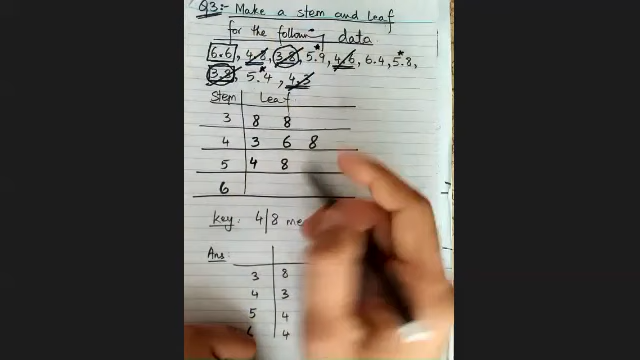 Q3:- Make a stem and Leaf
for the following data
6.6, 4.8, 3.8, 5.9, 4.6, 6.4, 5.8,
3.8, 5.4, 4.3
Stem Leaf
3 8 8
4 3 6 8
5 4 8
6
Key: 4|8
Ans:
3 8
4 3
5 4
4